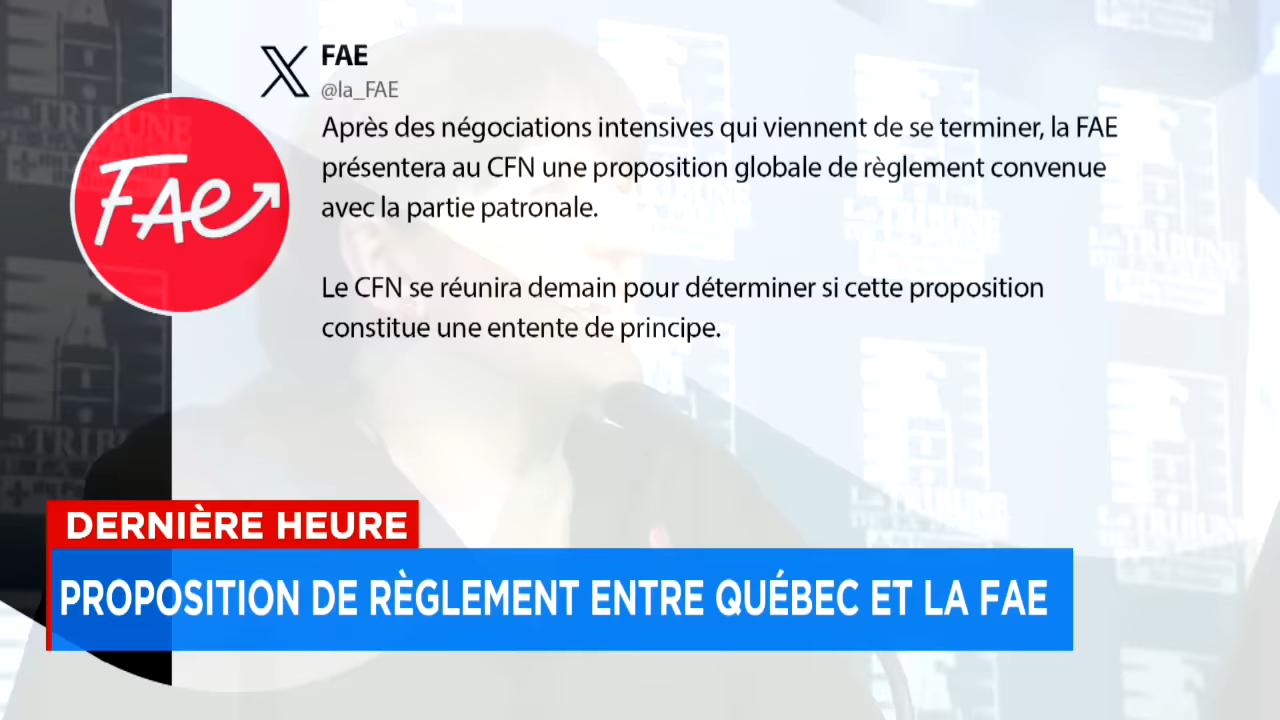 FAE
@la_FAE
FAe
Après des négociations intensives qui viennent de se terminer, la FAE
présentera au CFN une proposition globale de règlement convenue
avec la partie patronale.
Le CFN se réunira demain pour déterminer si cette proposition
constitue une entente de principe.
DERNIÈRE HEURE
PROPOSITION DE RÈGLEMENT ENTRE QUÉBEC ET LA FAE